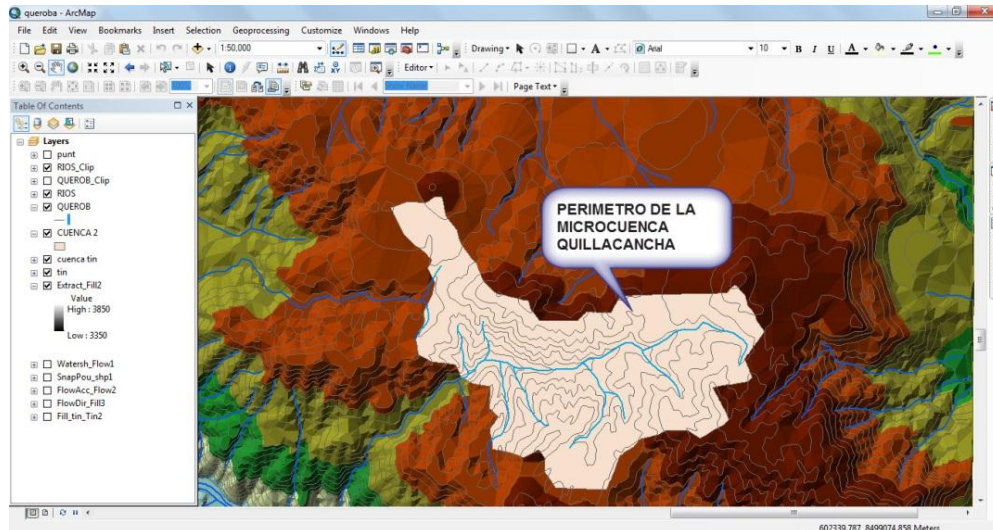 queroba - ArcMap
File Edit View Bookmarks Insert Selection Geoprocessing Customize Windows Help
1:50.000
Drawing
Arial
10
B I U A
Editor
100%
Page Text
Table Of Contents
Layers
punt
RIOS_Clip
QUEROB_Clip
RIOS
QUEROB
CUENCA 2
cuenca tin
tin
Extract_Fill2
Value
High : 3850
Low : 3350
Watersh_Flow1
SnapPou_shp1
FlowAcc_Flow2
FlowDir_Fill3
Fill_tin_Tin2
PERIMETRO DE LA
MICROCUENCA
QUILLACANCHA
602339,787 8499074,858 Meters